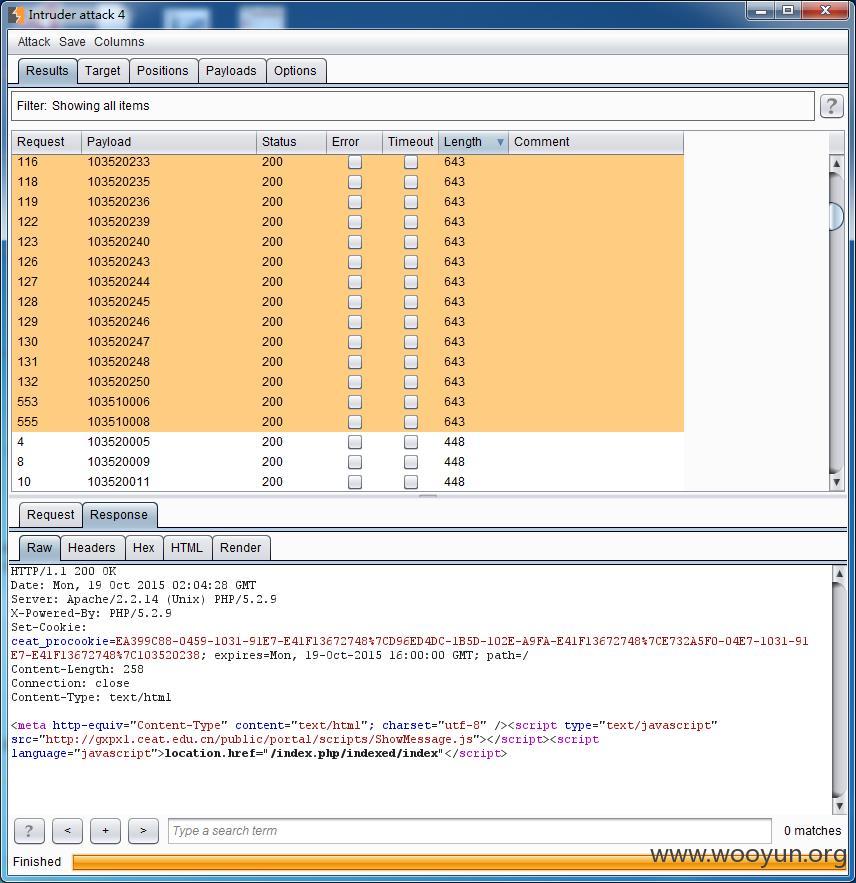 Intruder attack 4
Attack Save Columns
Results Target Positions Payloads Options
Filter: Showing all items ?
Request Payload Status Error Timeout Length Comment
116 103520233 200 643
118 103520235 200 643
119 103520236 200 643
122 103520239 200 643
123 103520240 200 643
126 103520243 200 643
127 103520244 200 643
128 103520245 200 643
129 103520246 200 643
130 103520247 200 643
131 103520248 200 643
132 103520250 200 643
553 103510006 200 643
555 103510008 200 643
4 103520005 200 448
8 103520009 200 448
10 103520011 200 448
Request Response
Raw Headers Hex HTML Render
HTTP/1.1 200 OK
Date: Mon, 19 Oct 2015 02:04:28 GMT
Server: Apache/2.2.14 (Unix) PHP/5.2.9
X-Powered-By: PHP/5.2.9
Set-Cookie:
ceat_procookie=EA399C88-0459-1031-91E7-E41F13672748%7CD96ED4DC-1B5D-102E-A9FA-E41F13672748%7CE732A5F0-04E7-1031-91
E7-E41F13672748%7C103520238; expires=Mon, 19-Oct-2015 16:00:00 GMT; path=/
Content-Length: 258
Connection: close
Content-Type: text/html
<meta http-equiv="Content-Type" content="text/html"; charset="utf-8" /><script type="text/javascript"
src="http://gxpxl.ceat.edu.cn/public/portal/scripts/ShowMessage.js"></script><script
language="javascript">location.href="/index.php/indexed/index"</script>
? < + > Type a search term 0 matches
Finished
www.wooyun.org